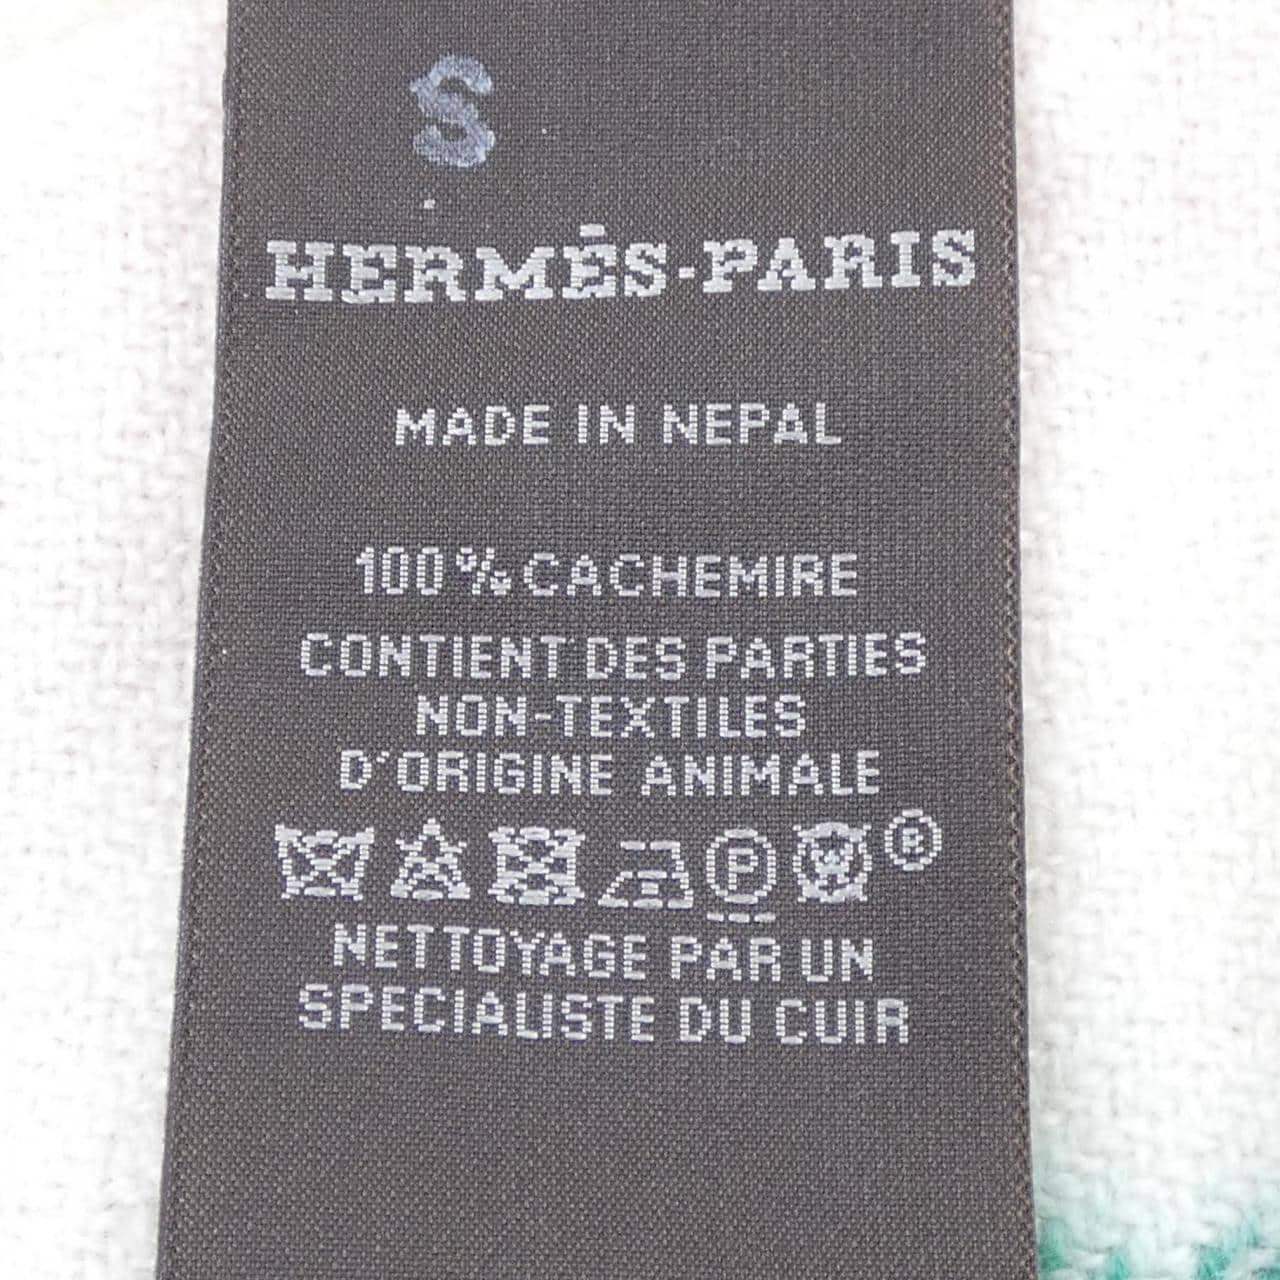 S
HERMÈS-PARIS
MADE IN NEPAL
100% CACHEMIRE
CONTIENT DES PARTIES
NON-TEXTILES
D'ORIGINE ANIMALE
P ®
NETTOYAGE PAR UN
SPECIALISTE DU CUIR